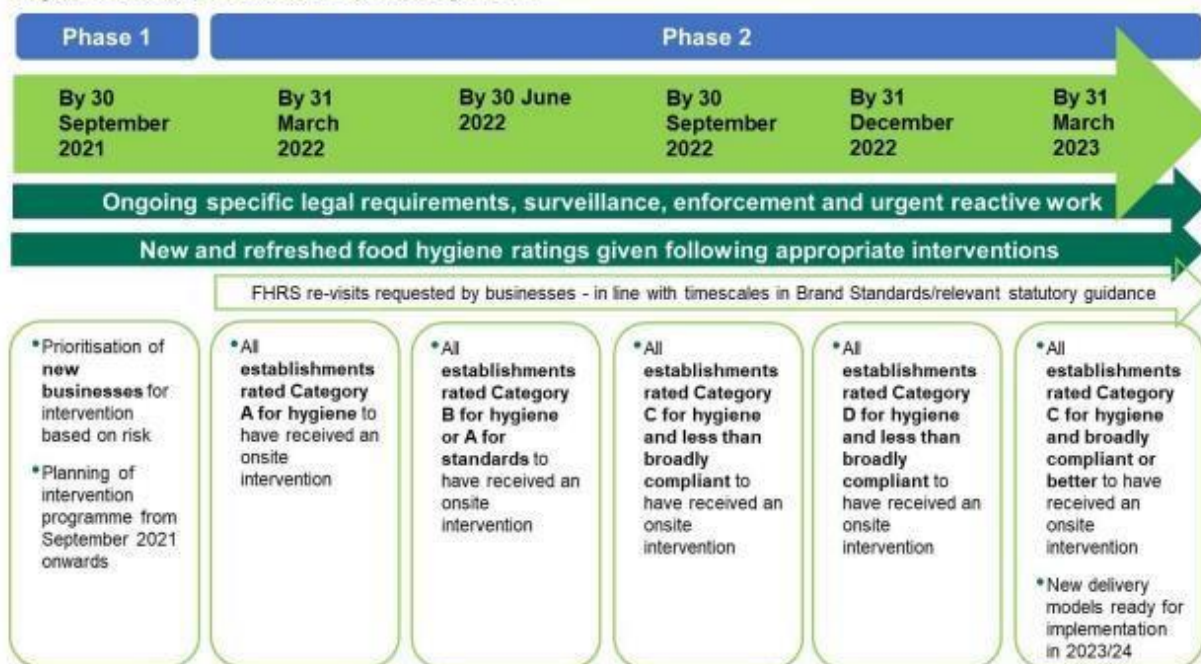 Phase 1
Phase 2
By 30
September
2021
By 31
March
2022
By 30 June
2022
By 30
September
2022
By 31
December
2022
By 31
March
2023
Ongoing specific legal requirements, surveillance, enforcement and urgent reactive work
New and refreshed food hygiene ratings given following appropriate interventions
FHRS re-visits requested by businesses - in line with timescales in Brand Standards/relevant statutory guidance
•Prioritisation of
new
businesses for
intervention
based on risk
•Planning of
intervention
programme from
September 2021
onwards
•All
establishments
rated Category
A for hygiene to
have received an
onsite
intervention
•All
establishments
rated Category
B for hygiene
or A for
standards to
have received an
onsite
intervention
•All
establishments
rated Category
C for hygiene
and less than
broadly
compliant to
have received an
onsite
intervention
•All
establishments
rated Category
D for hygiene
and less than
broadly
compliant to
have received an
onsite
intervention
•All
establishments
rated Category
C for hygiene
and broadly
compliant or
better to have
received an
onsite
intervention
•New delivery
models ready for
implementation
in 2023/24